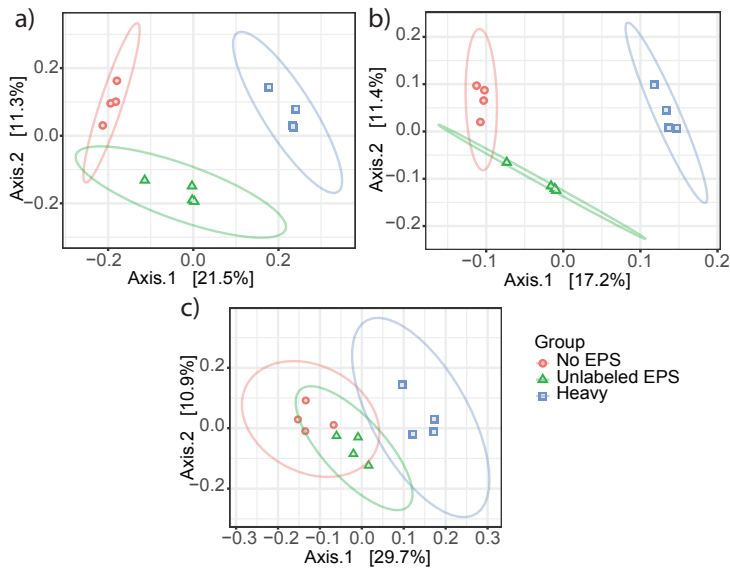 a)
Axis.2 [11.3%]
0.2
0.0
−0.2
−0.2
0.0
0.2
Axis.1 [21.5%]
b)
Axis.2 [11.4%]
0.2
0.1
0.0
−0.1
−0.2
−0.1
0.0
0.1
0.2
Axis.1 [17.2%]
c)
Axis.2 [10.9%]
0.2
0.0
−0.2
−0.3
−0.2
−0.1
0.0
0.1
0.2
0.3
Axis.1 [29.7%]
Group
No EPS
Unlabeled EPS
Heavy